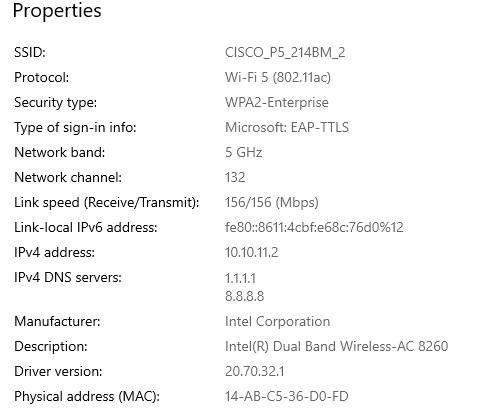 Properties
SSID: CISCO_P5_214BM_2
Protocol: Wi-Fi 5 (802.11ac)
Security type: WPA2-Enterprise
Type of sign-in info: Microsoft: EAP-TTLS
Network band: 5 GHz
Network channel: 132
Link speed (Receive/Transmit): 156/156 (Mbps)
Link-local IPv6 address: fe80::8611:4cbf:e68c:76d0%12
IPv4 address: 10.10.11.2
IPv4 DNS servers: 1.1.1.1
8.8.8.8
Manufacturer: Intel Corporation
Description: Intel(R) Dual Band Wireless-AC 8260
Driver version: 20.70.32.1
Physical address (MAC): 14-AB-C5-36-D0-FD